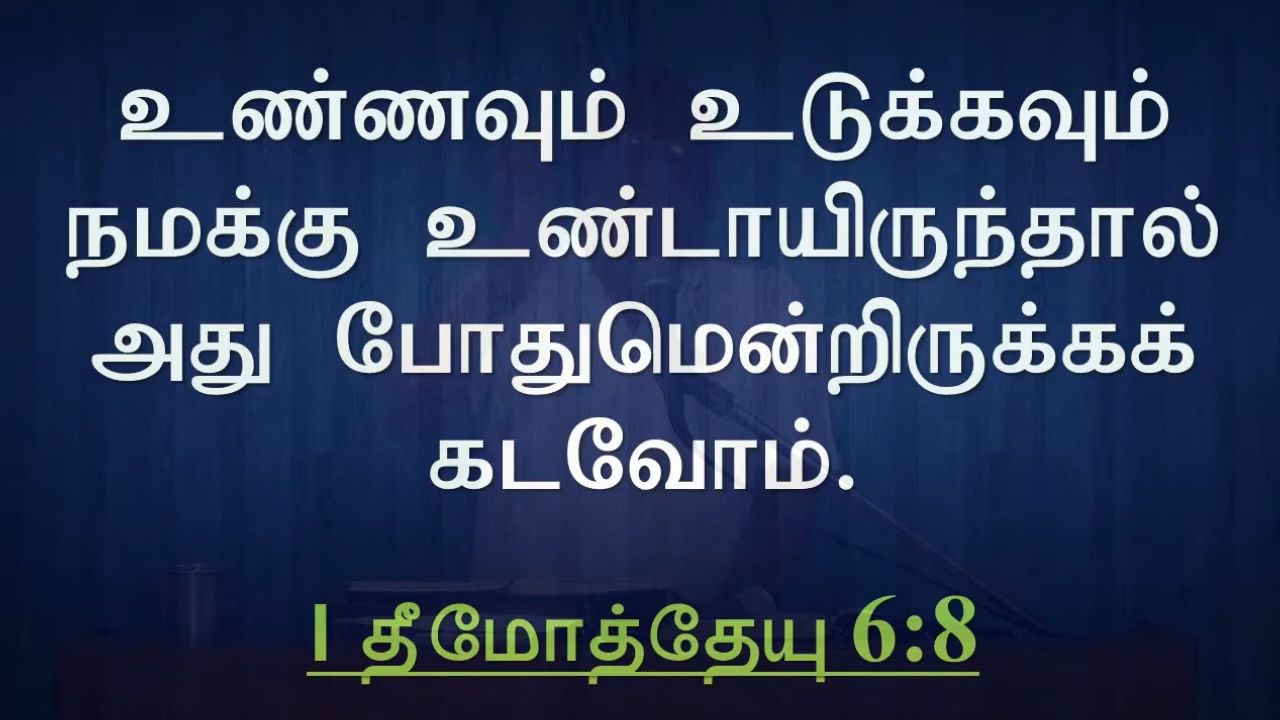 உண்ணவும் உடுக்கவும்
நமக்கு உண்டாயிருந்தால்
அது போதுமென்றிருக்கக்
கடவோம்.
I தீமோத்தேயு 6:8